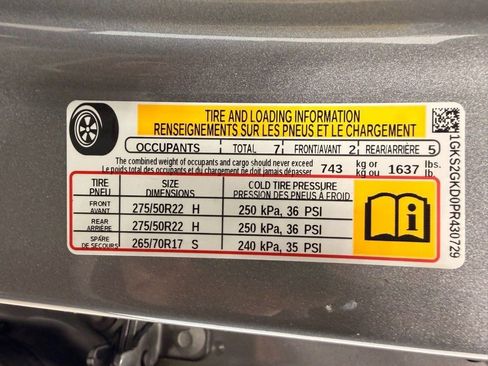 TIRE AND LOADING INFORMATION
RENSEIGNEMENTS SUR LES PNEUS ET LE CHARGEMENT
OCCUPANTS TOTAL 7 FRONT/AVANT 2 REAR/ARRIÈRE 5
The combined weight of occupants and cargo should never exceed 743 kg or 1637 lbs.
Le poids total des occupants et du chargement ne doit jamais dépasser kg ou lb.
TIRE SIZE COLD TIRE PRESSURE
PNEU DIMENSIONS PRESSION DES PNEUS À FROID
FRONT
AVANT 275/50R22 H 250 kPa, 36 PSI
REAR
ARRIÈRE 275/50R22 H 250 kPa, 36 PSI
SPARE
DE SECOURS 265/70R17 S 240 kPa, 35 PSI
1GKS2GKD0PR430729